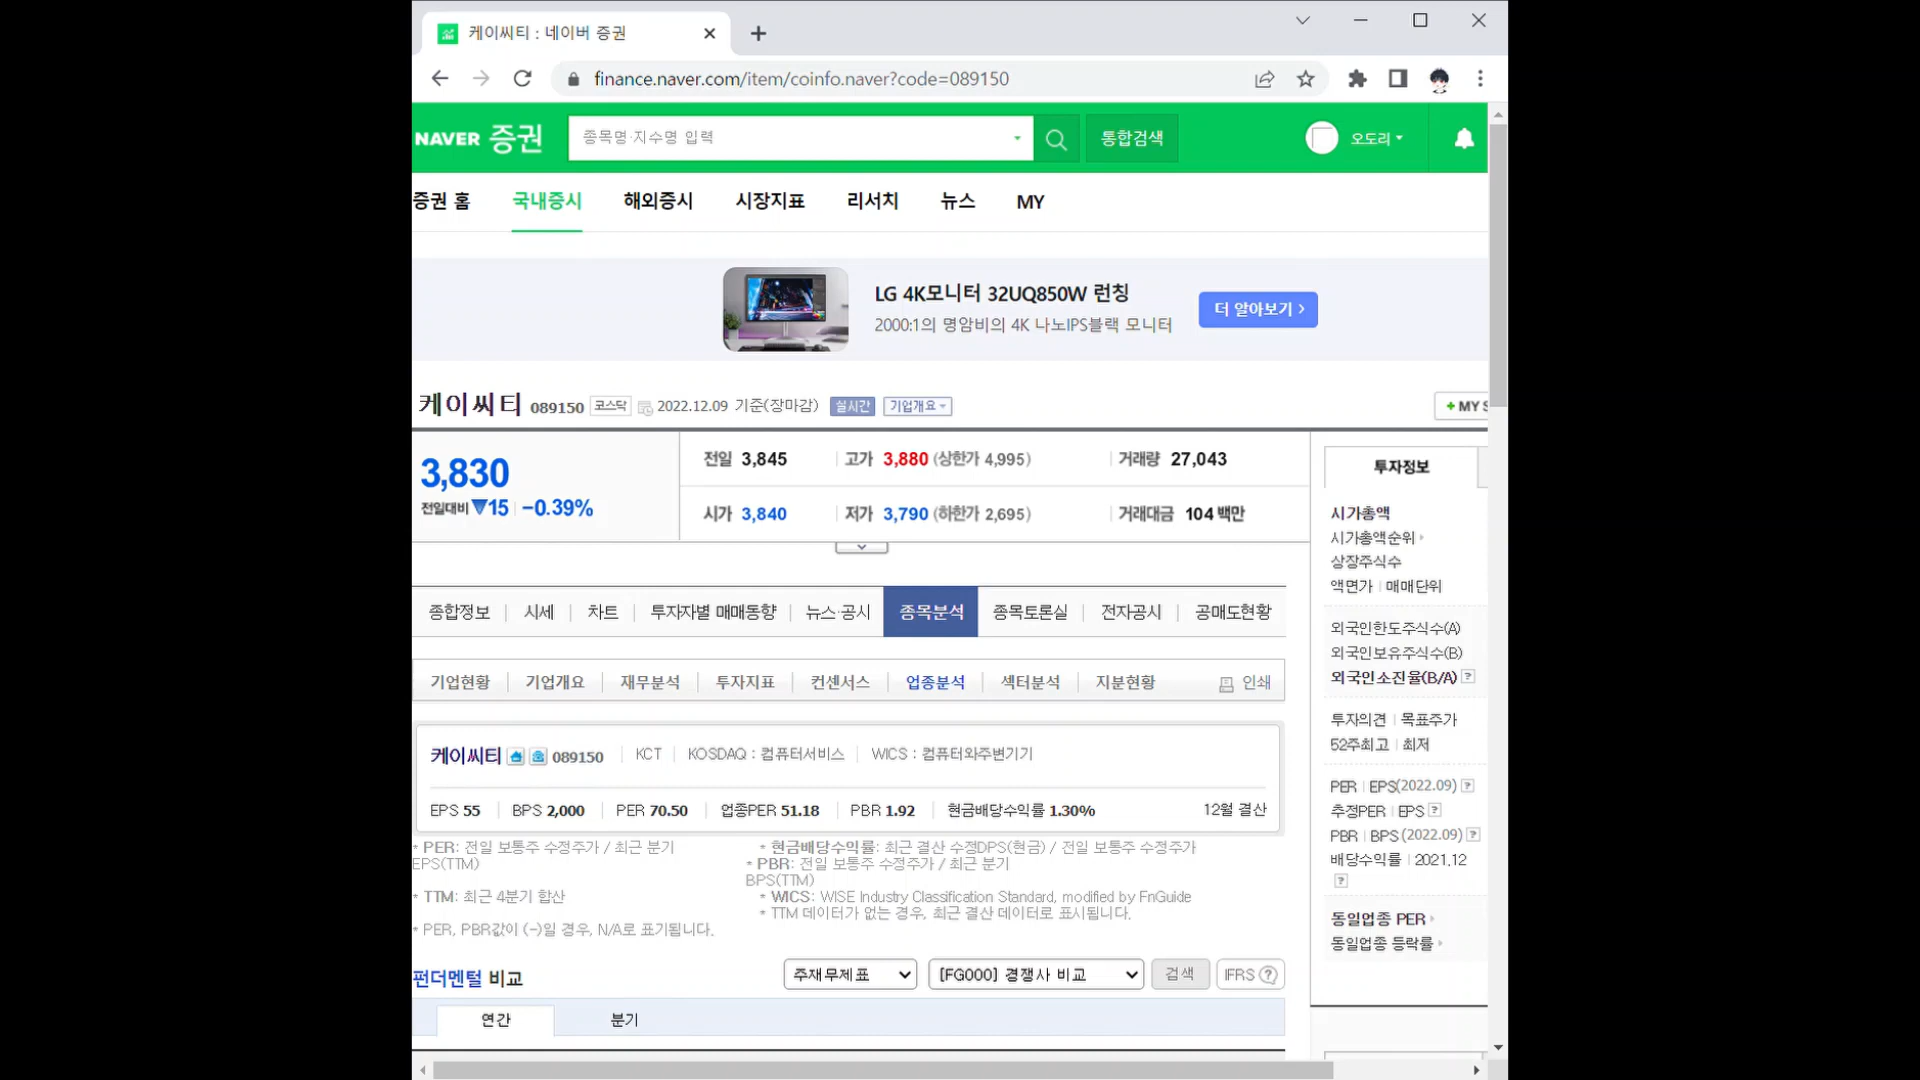 케이씨티 : 네이버 증권
finance.naver.com/item/coinfo.naver?code=089150
NAVER 증권 종목명·지수명 입력 통합검색 오도리
증권 홈 국내증시 해외증시 시장지표 리서치 뉴스 MY
LG 4K모니터 32UQ850W 런칭
2000:1의 명암비의 4K 나노IPS블랙 모니터
더 알아보기 >
케이씨티 089150 코스닥 2022.12.09 기준(장마감) 실시간 기업개요 + MY S
3,830
전일대비 ▼15 -0.39%
전일 3,845 고가 3,880 (상한가 4,995) 거래량 27,043
시가 3,840 저가 3,790 (하한가 2,695) 거래대금 104 백만
종합정보 시세 차트 투자자별 매매동향 뉴스·공시 종목분석 종목토론실 전자공시 공매도현황
기업현황 기업개요 재무분석 투자지표 컨센서스 업종분석 섹터분석 지분현황 인쇄
케이씨티 089150 KCT KOSDAQ : 컴퓨터서비스 WICS : 컴퓨터와주변기기
EPS 55 BPS 2,000 PER 70.50 업종PER 51.18 PBR 1.92 현금배당수익률 1.30% 12월 결산
* PER: 전일 보통주 수정주가 / 최근 분기
EPS(TTM)
* TTM: 최근 4분기 합산
* PER, PBR값이 (-)일 경우, N/A로 표기됩니다.
* 현금배당수익률: 최근 결산 수정DPS(현금) / 전일 보통주 수정주가
* PBR: 전일 보통주 수정주가 / 최근 분기
BPS(TTM)
* WICS: WISE Industry Classification Standard, modified by FnGuide
* TTM 데이터가 없는 경우, 최근 결산 데이터로 표시됩니다.
펀더멘털 비교 주재무제표 [FG000] 경쟁사 비교 검색 IFRS ?
연간 분기
투자정보
시가총액
시가총액순위
상장주식수
액면가 매매단위
외국인한도주식수(A)
외국인보유주식수(B)
외국인소진율(B/A) ?
투자의견 목표주가
52주최고 최저
PER EPS(2022.09) ?
추정PER EPS ?
PBR BPS (2022.09) ?
배당수익률 2021.12
?
동일업종 PER
동일업종 등락률